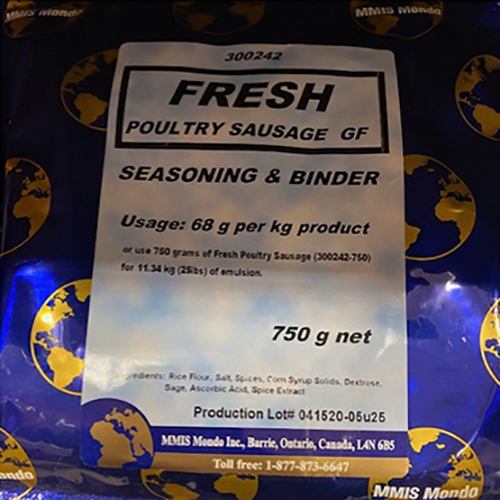 MMIS Mondo
MMIS Mondo
300242
FRESH
POULTRY SAUSAGE GF
SEASONING & BINDER
Usage: 68 g per kg product
or use 750 grams of Fresh Poultry Sausage (300242-750)
for 11.34 kg (25lbs) of emulsion.
750 g net
ingredients: Rice Flour, Salt, Spices, Corn Syrup Solids, Dextrose,
Sage, Ascorbic Acid, Spice Extract
Production Lot# 041520-05u25
MMIS Mondo Inc., Barrie, Ontario, Canada, L4N 6B5
Toll free: 1-877-873-6647
ondo
MMIS Mondo